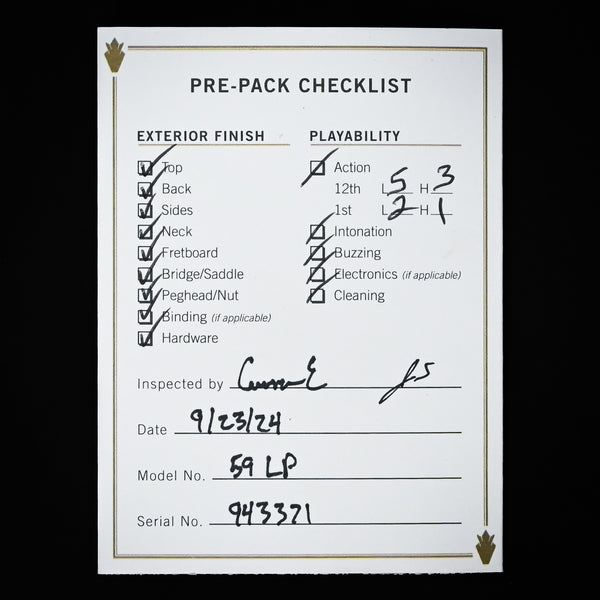 PRE-PACK CHECKLIST
EXTERIOR FINISH
Top
Back
Sides
Neck
Fretboard
Bridge/Saddle
Peghead/Nut
Binding (if applicable)
Hardware
PLAYABILITY
Action
12th L 5 H 3
1st L 2 H 1
Intonation
Buzzing
Electronics (if applicable)
Cleaning
Inspected by
Date 9/23/24
Model No. 59 LP
Serial No. 943371